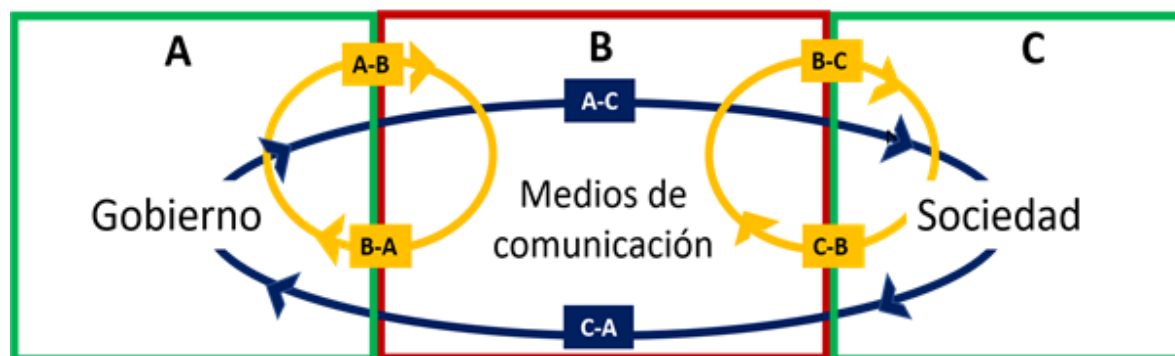 A
B
C
A-B
B-C
A-C
Gobierno
Medios de
comunicación
Sociedad
B-A
C-B
C-A